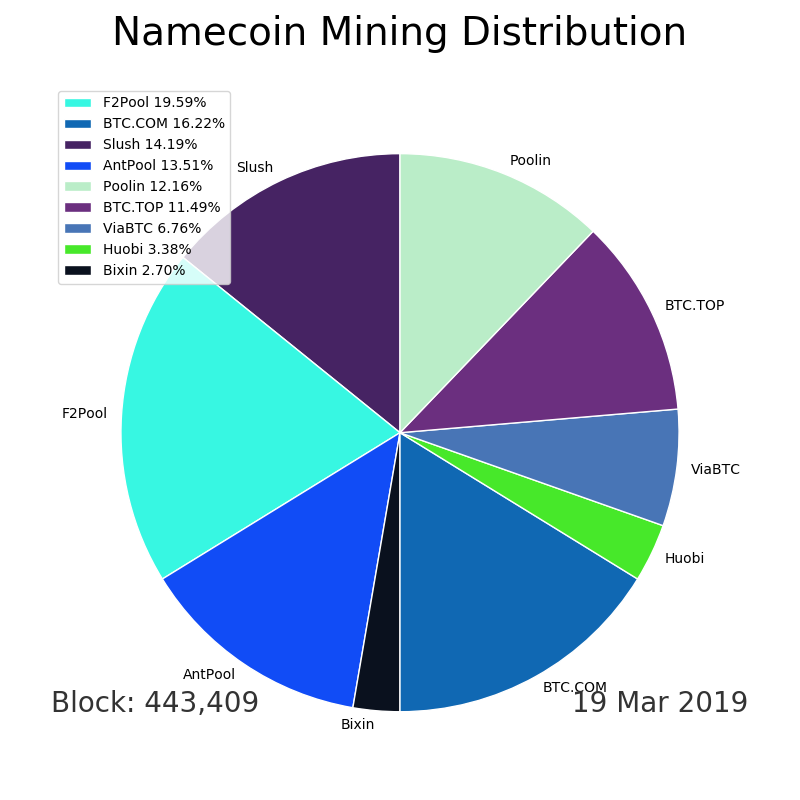 Namecoin Mining Distribution
F2Pool 19.59%
BTC.COM 16.22%
Slush 14.19%
AntPool 13.51%
Poolin 12.16%
BTC.TOP 11.49%
ViaBTC 6.76%
Huobi 3.38%
Bixin 2.70%
Poolin
Slush
BTC.TOP
F2Pool
ViaBTC
Huobi
AntPool
BTC.COM
Bixin
Block: 443,409
19 Mar 2019